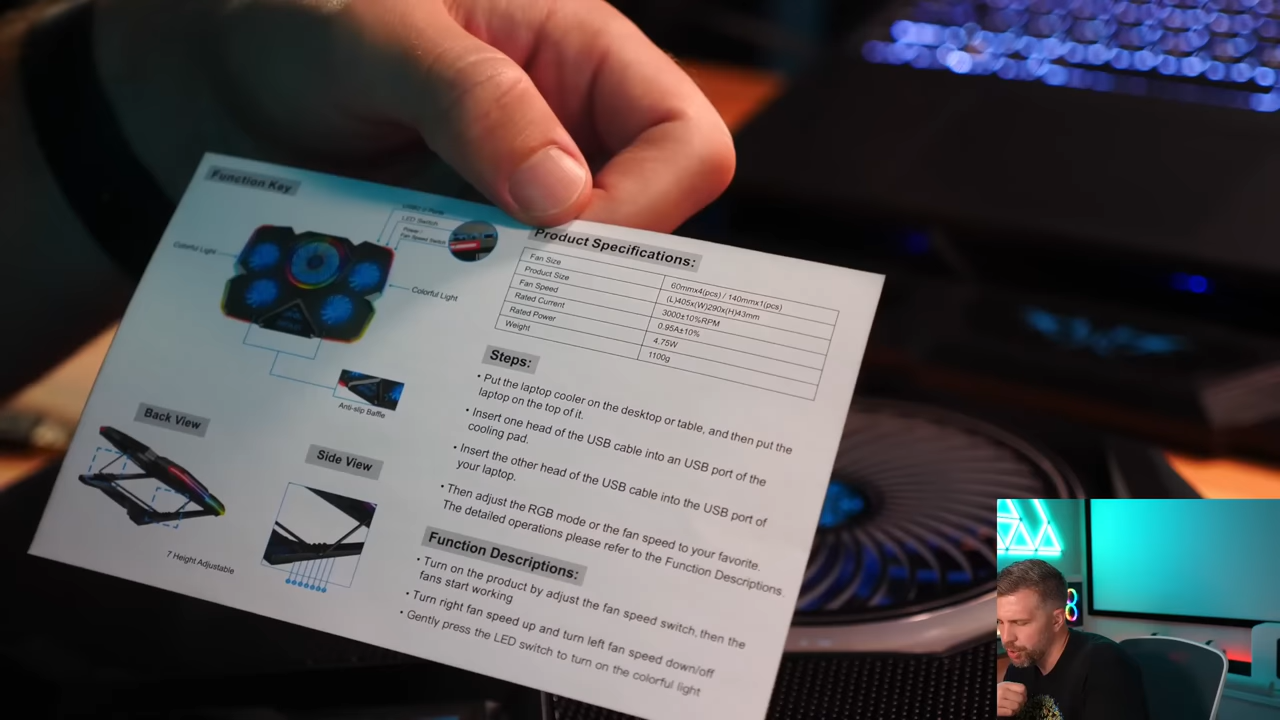 Function Key
USB2.0 Ports
LED Switch
Power /
Fan Speed Switch
Colorful Light
Colorful Light
Anti-slip Baffle
Back View
Side View
7 Height Adjustable
Product Specifications:
Fan Size 60mmx4(pcs) / 140mmx1(pcs)
Product Size (L)405x(W)290x(H)43mm
Fan Speed 3000±10%RPM
Rated Current 0.95A±10%
Rated Power 4.75W
Weight 1100g
Steps:
• Put the laptop cooler on the desktop or table, and then put the
laptop on the top of it.
• Insert one head of the USB cable into an USB port of the
cooling pad.
• Insert the other head of the USB cable into the USB port of
your laptop.
• Then adjust the RGB mode or the fan speed to your favorite.
The detailed operations please refer to the Function Descriptions.
Function Descriptions:
• Turn on the product by adjust the fan speed switch, then the
fans start working
• Turn right fan speed up and turn left fan speed down/off
• Gently press the LED switch to turn on the colorful light